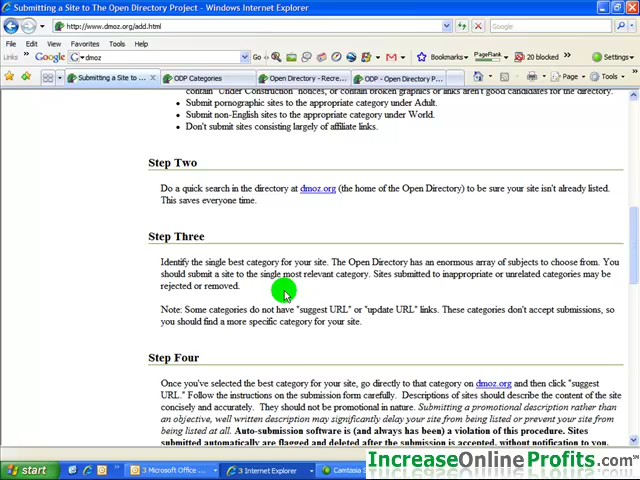 Submitting a Site to The Open Directory Project - Windows Internet Explorer
http://www.dmoz.org/add.html
Google
File Edit View Favorites Tools Help
Links Google dmoz Go Bookmarks PageRank 20 blocked Settings
Submitting a Site to ... ODP Categories Open Directory - Recre... ODP - Open Directory P... Page Tools
contain "Under Construction" notices, or contain broken graphics or links aren't good candidates for the directory.
Submit pornographic sites to the appropriate category under Adult.
Submit non-English sites to the appropriate category under World.
Don't submit sites consisting largely of affiliate links.
Step Two
Do a quick search in the directory at dmoz.org (the home of the Open Directory) to be sure your site isn't already listed.
This saves everyone time.
Step Three
Identify the single best category for your site. The Open Directory has an enormous array of subjects to choose from. You
should submit a site to the single most relevant category. Sites submitted to inappropriate or unrelated categories may be
rejected or removed.
Note: Some categories do not have "suggest URL" or "update URL" links. These categories don't accept submissions, so
you should find a more specific category for your site.
Step Four
Once you've selected the best category for your site, go directly to that category on dmoz.org and then click "suggest
URL." Follow the instructions on the submission form carefully. Descriptions of sites should describe the content of the site
concisely and accurately. They should not be promotional in nature. Submitting a promotional description rather than an
objective, well written description may significantly delay your site from being listed or prevent your site from
being listed at all. Auto-submission software is (and always has been) a violation of this procedure. Sites
submitted automatically are flagged and deleted after the submission is accepted, without notification to you.
start 3 Microsoft Office ... 3 Internet Explorer Camtasia
IncreaseOnlineProfits.com SM